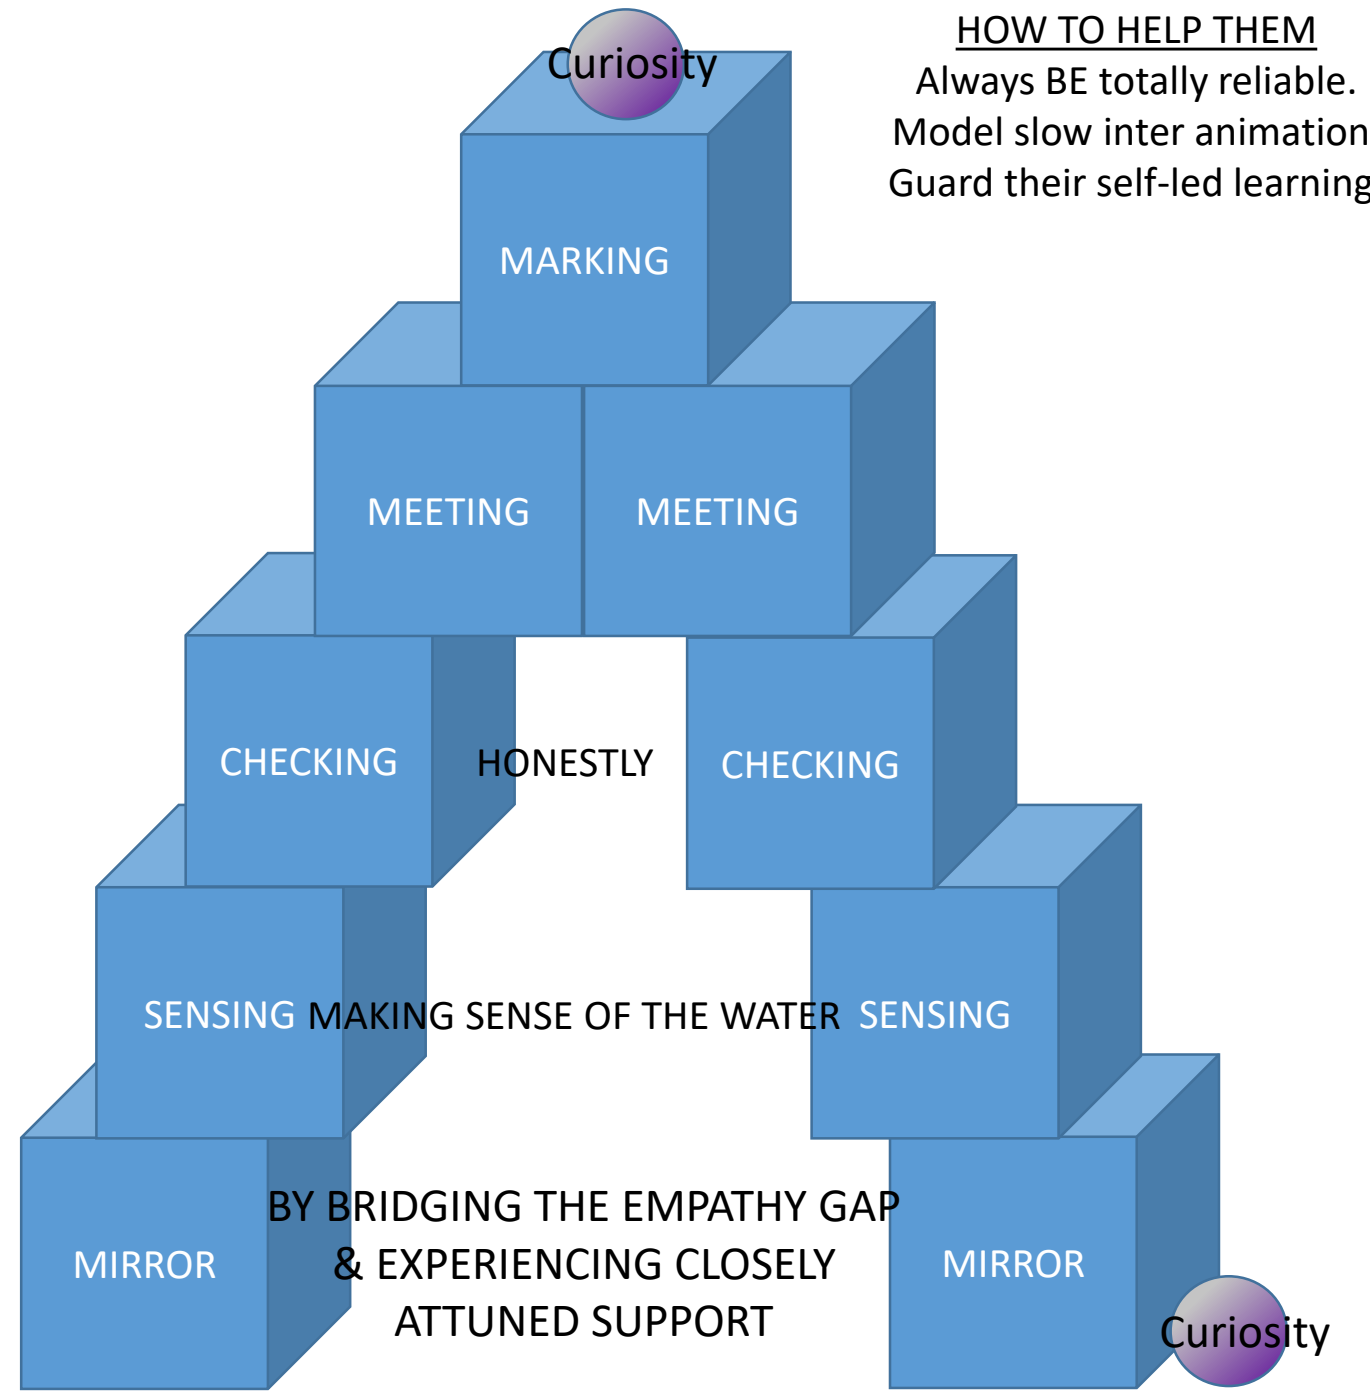 Curiosity
HOW TO HELP THEM
Always BE totally reliable.
Model slow inter animation
Guard their self-led learning
MARKING
MEETING MEETING
CHECKING HONESTLY CHECKING
SENSING MAKING SENSE OF THE WATER SENSING
BY BRIDGING THE EMPATHY GAP
& EXPERIENCING CLOSELY
ATTUNED SUPPORT
MIRROR MIRROR
Curiosity